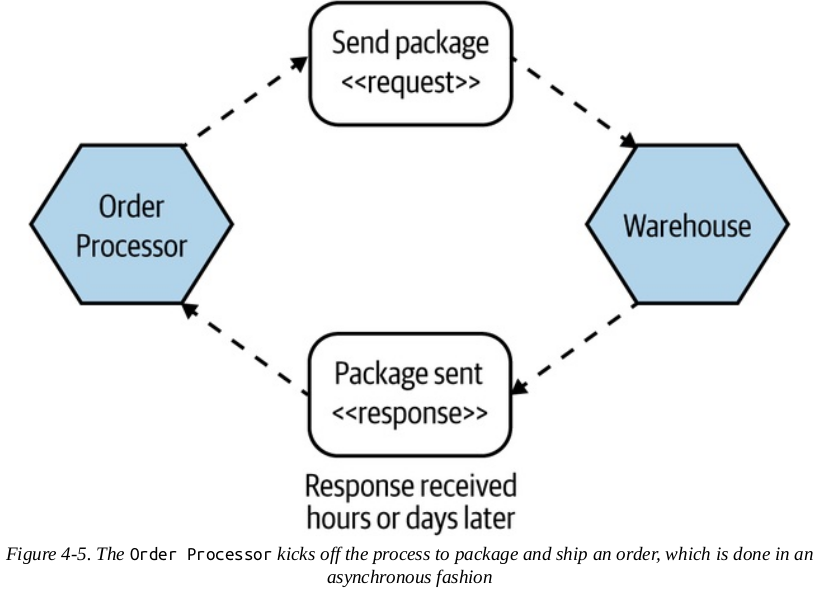 Send package
<<request>>
Order
Processor
Warehouse
Package sent
<<response>>
Response received
hours or days later
Figure 4-5. The Order Processor kicks off the process to package and ship an order, which is done in an
asynchronous fashion